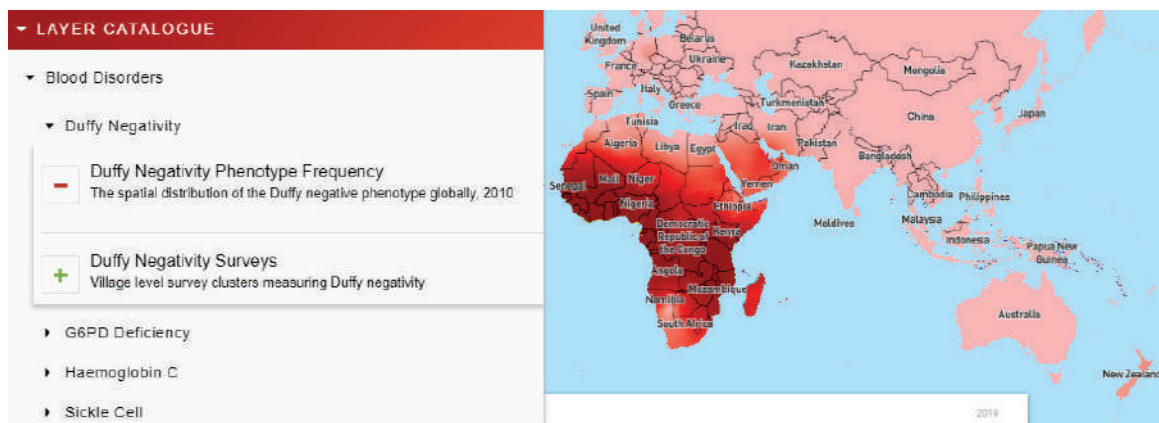 LAYER CATALOGUE
Blood Disorders
Duffy Negativity
Duffy Negativity Phenotype Frequency
The spatial distribution of the Duffy negative phenotype globally, 2010
Duffy Negativity Surveys
Village level survey clusters measuring Duffy negativity
G6PD Deficiency
Haemoglobin C
Sickle Cell
United
Kingdom
Belarus
Ukraine
France
Kazakhstan
Mongolia
Spain
Italy
Greece
Turkmenistan
China
Japan
Tunisia
Iraq
Iran
Algeria
Libya
Egypt
Pakistan
Bangladesh
Oman
Senegal
Mali
Niger
Yemen
Cambodia
Philippines
Nigeria
Ethiopia
Maldives
Malaysia
Democratic
Republic of
the Congo
Kenya
Indonesia
Papua New
Guinea
Angola
Mozambique
Namibia
South Africa
Australia
New Zealand